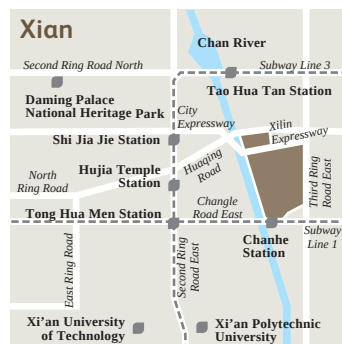 Xian
Chan River
Second Ring Road North
Subway Line 3
Daming Palace
National Heritage Park
Tao Hua Tan Station
City
Expressway
Xilin
Expressway
Shi Jia Jie Station
Huaqing
Road
Hujia Temple
Station
North
Ring Road
Third Ring
Road East
Changle
Road East
Tong Hua Men Station
Subway
Line 1
Chanhe
Station
East Ring Road
Second Ring
Road East
Xi'an University
of Technology
Xi'an Polytechnic
University